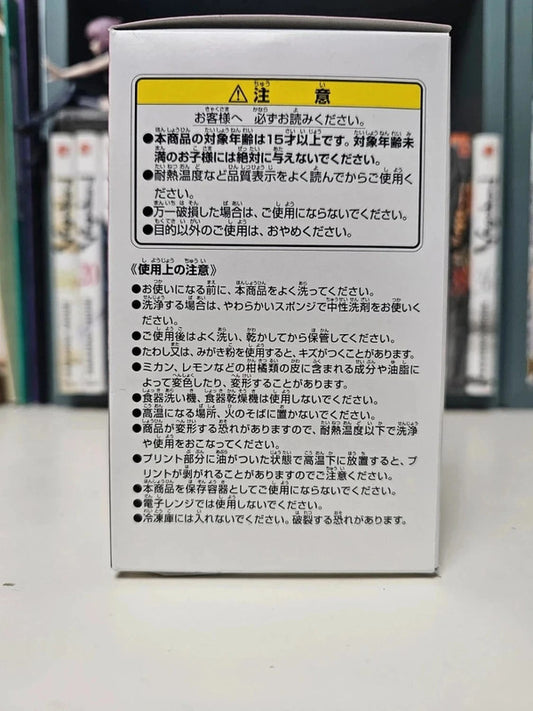 ⚠注意
お客様へ 必ずお読みください。
●本商品の対象年齢は15才以上です。対象年齢未
満のお子様には絶対に与えないでください。
●耐熱温度など品質表示をよく読んでからご使用く
ださい。
●万一破損した場合は、ご使用にならないでください。
●目的以外のご使用は、おやめください。
《使用上の注意》
●お使いになる前に、本商品をよく洗ってください。
●洗浄する場合は、やわらかいスポンジで中性洗剤をお使いく
ださい。
●ご使用後はよく洗い、乾かしてから保管してください。
●たわし又は、みがき粉を使用すると、キズがつくことがあります。
●ミカン、レモンなどの柑橘類の皮に含まれる成分や油脂に
よって変色したり、変形することがあります。
●食器洗い機、食器乾燥機は使用しないでください。
●高温になる場所、火のそばに置かないでください。
●商品が変形する恐れがありますので、耐熱温度以下で洗浄
や使用をおこなってください。
●プリント部分に油がついた状態で高温下に放置すると、プ
リントが剥がれることがありますのでご注意ください。
●本商品を保存容器としてご使用にならないでください。
●電子レンジでは使用しないでください。
●冷凍庫には入れないでください。破裂する恐れがあります。
20